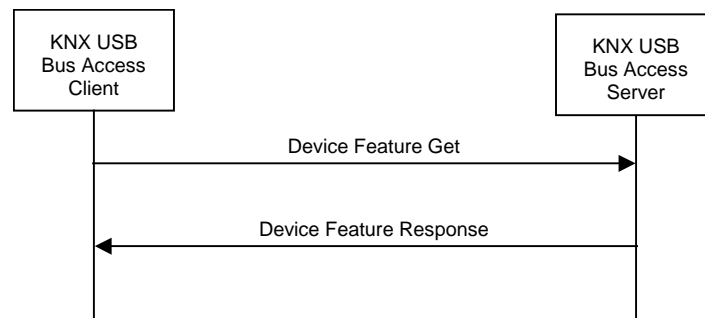 KNX USB
Bus Access
Client
KNX USB
Bus Access
Server
Device Feature Get
Device Feature Response